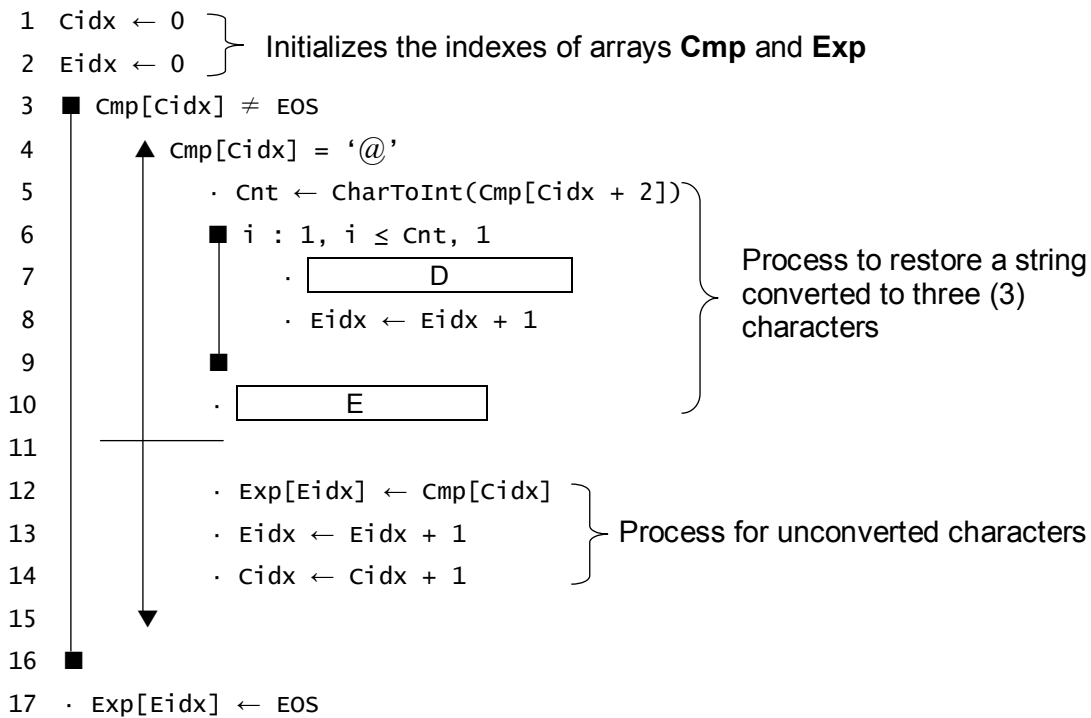 1 Cidx ← 0
2 Eidx ← 0
Initializes the indexes of arrays Cmp and Exp
3 ■ Cmp[Cidx] ≠ EOS
4 ▲ Cmp[Cidx] = ‘@’
5 · Cnt ← CharToInt(Cmp[Cidx + 2])
6 ■ i : 1, i ≤ Cnt, 1
7 · D
8 · Eidx ← Eidx + 1
9 ■
10 · E
Process to restore a string
converted to three (3)
characters
11
12 · Exp[Eidx] ← Cmp[Cidx]
13 · Eidx ← Eidx + 1
14 · Cidx ← Cidx + 1
Process for unconverted characters
15 ▼
16 ■
17 · Exp[Eidx] ← EOS